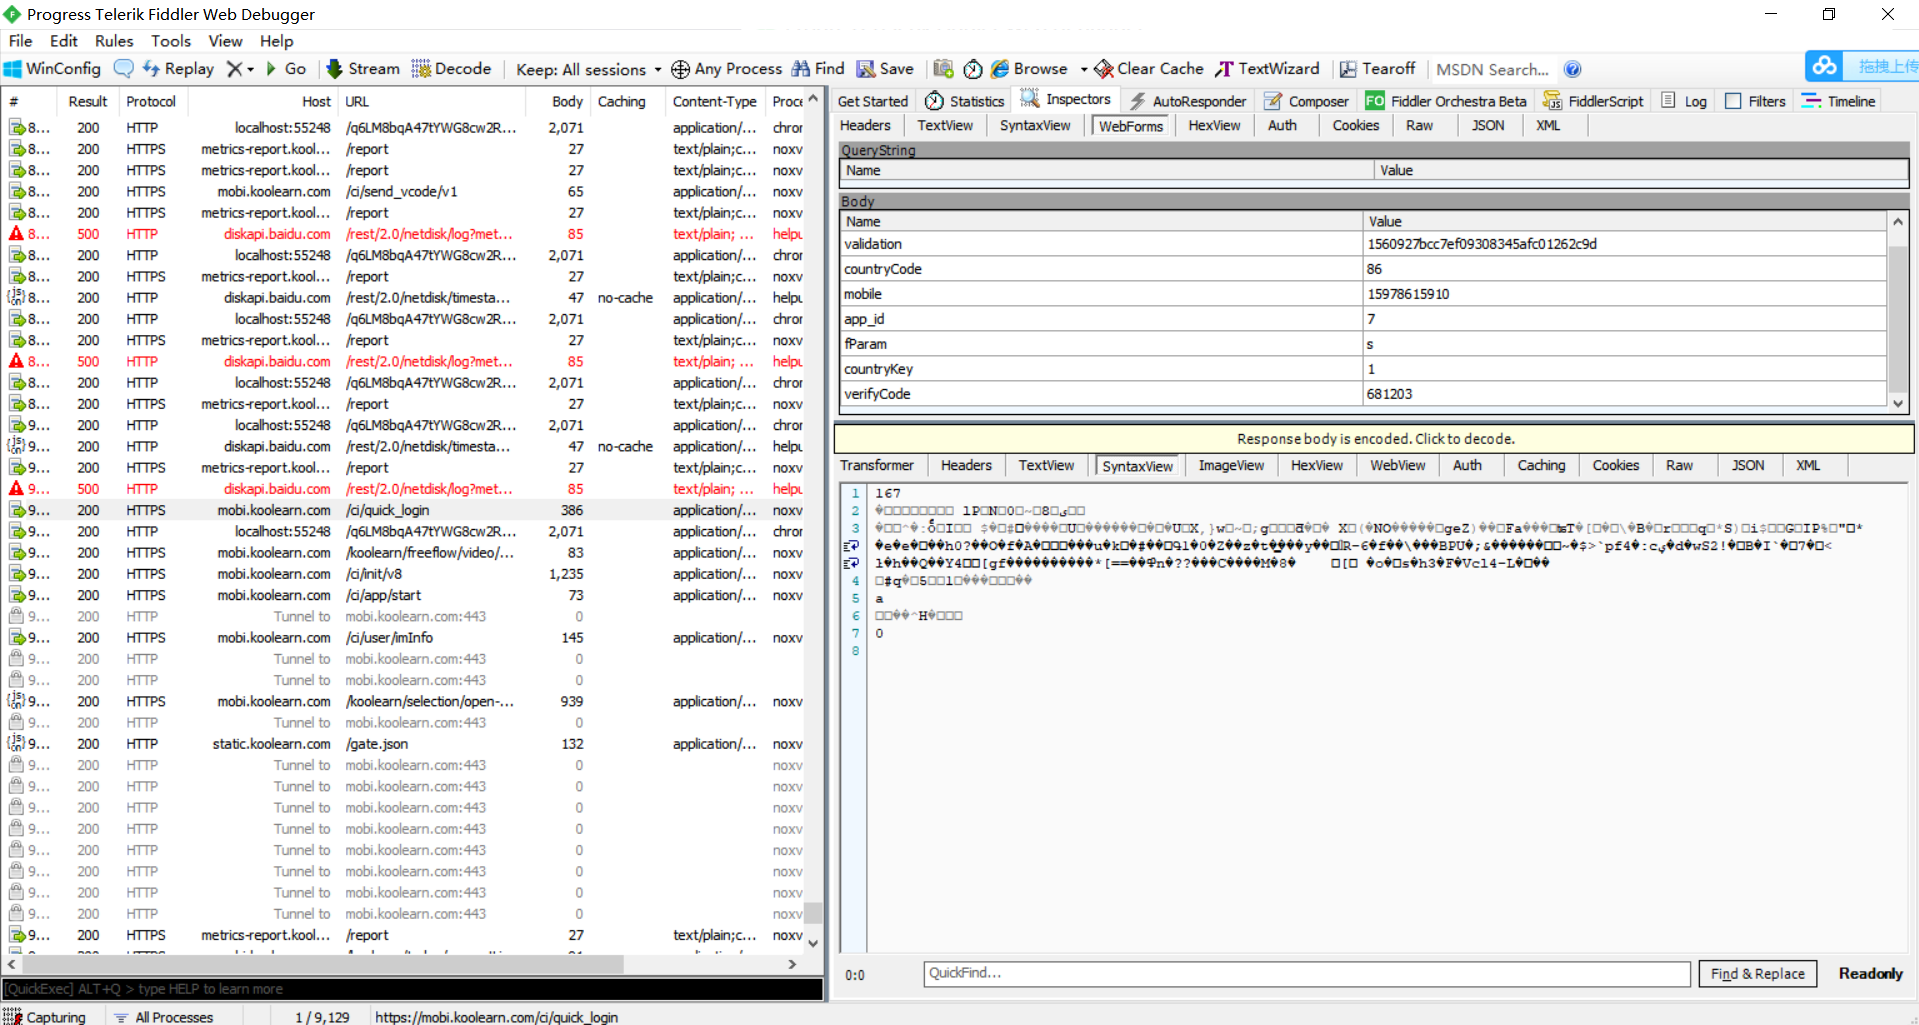 Progress Telerik Fiddler Web Debugger
File Edit Rules Tools View Help
WinConfig Replay Go Stream Decode Keep: All sessions Any Process Find Save Browse Clear Cache TextWizard Tearoff MSDN Search... 拖拽上传
# Result Protocol Host URL Body Caching Content-Type Proce
8... 200 HTTP localhost:55248 /q6LM8bqA47tYWG8cw2R... 2,071 application/... chror
8... 200 HTTPS metrics-report.kool... /report 27 text/plain;c... noxv
8... 200 HTTPS metrics-report.kool... /report 27 text/plain;c... noxv
8... 200 HTTPS mobi.koolearn.com /ci/send_vcode/v1 65 application/... noxv
8... 200 HTTPS metrics-report.kool... /report 27 text/plain;c... noxv
8... 500 HTTP diskapi.baidu.com /rest/2.0/netdisk/log?met... 85 text/plain; ... helpu
8... 200 HTTP localhost:55248 /q6LM8bqA47tYWG8cw2R... 2,071 application/... chror
8... 200 HTTPS metrics-report.kool... /report 27 text/plain;c... noxv
8... 200 HTTP diskapi.baidu.com /rest/2.0/netdisk/timesta... 47 no-cache application/... helpu
8... 200 HTTP localhost:55248 /q6LM8bqA47tYWG8cw2R... 2,071 application/... chror
8... 200 HTTPS metrics-report.kool... /report 27 text/plain;c... noxv
8... 500 HTTP diskapi.baidu.com /rest/2.0/netdisk/log?met... 85 text/plain; ... helpu
8... 200 HTTP localhost:55248 /q6LM8bqA47tYWG8cw2R... 2,071 application/... chror
8... 200 HTTPS metrics-report.kool... /report 27 text/plain;c... noxv
9... 200 HTTP localhost:55248 /q6LM8bqA47tYWG8cw2R... 2,071 application/... chror
9... 200 HTTP diskapi.baidu.com /rest/2.0/netdisk/timesta... 47 no-cache application/... helpu
9... 200 HTTPS metrics-report.kool... /report 27 text/plain;c... noxv
9... 500 HTTP diskapi.baidu.com /rest/2.0/netdisk/log?met... 85 text/plain; ... helpu
9... 200 HTTPS mobi.koolearn.com /ci/quick_login 386 application/... noxv
9... 200 HTTP localhost:55248 /q6LM8bqA47tYWG8cw2R... 2,071 application/... chror
9... 200 HTTPS mobi.koolearn.com /koolearn/freeflow/video/... 83 application/... noxv
9... 200 HTTPS mobi.koolearn.com /ci/init/v8 1,235 application/... noxv
9... 200 HTTPS mobi.koolearn.com /ci/app/start 73 application/... noxv
9... 200 HTTP Tunnel to mobi.koolearn.com:443 0
9... 200 HTTPS mobi.koolearn.com /ci/user/imInfo 145 application/... noxv
9... 200 HTTP Tunnel to mobi.koolearn.com:443 0
9... 200 HTTP Tunnel to mobi.koolearn.com:443 0
9... 200 HTTPS mobi.koolearn.com /koolearn/selection/open-... 939 application/... noxv
9... 200 HTTP Tunnel to mobi.koolearn.com:443 0
9... 200 HTTP static.koolearn.com /gate.json 132 application/... noxv
9... 200 HTTP Tunnel to mobi.koolearn.com:443 0 noxv
9... 200 HTTP Tunnel to mobi.koolearn.com:443 0 noxv
9... 200 HTTP Tunnel to mobi.koolearn.com:443 0 noxv
9... 200 HTTP Tunnel to mobi.koolearn.com:443 0 noxv
9... 200 HTTP Tunnel to mobi.koolearn.com:443 0 noxv
9... 200 HTTP Tunnel to mobi.koolearn.com:443 0 noxv
9... 200 HTTP Tunnel to mobi.koolearn.com:443 0 noxv
9... 200 HTTP Tunnel to mobi.koolearn.com:443 0 noxv
9... 200 HTTPS metrics-report.kool... /report 27 text/plain;c... noxv
[QuickExec] ALT+Q > type HELP to learn more
Capturing All Processes 1 / 9,129 https://mobi.koolearn.com/ci/quick_login
Get Started Statistics Inspectors AutoResponder Composer FO Fiddler Orchestra Beta FiddlerScript Log Filters Timeline
Headers TextView SyntaxView WebForms HexView Auth Cookies Raw JSON XML
QueryString
Name Value
Body
Name Value
validation 1560927bcc7ef09308345afc01262c9d
countryCode 86
mobile 15978615910
app_id 7
fParam s
countryKey 1
verifyCode 681203
Response body is encoded. Click to decode.
Transformer Headers TextView SyntaxView ImageView HexView WebView Auth Caching Cookies Raw JSON XML
1 167
2
3
4
5 a
6
7 0
8
0:0 QuickFind... Find & Replace Readonly